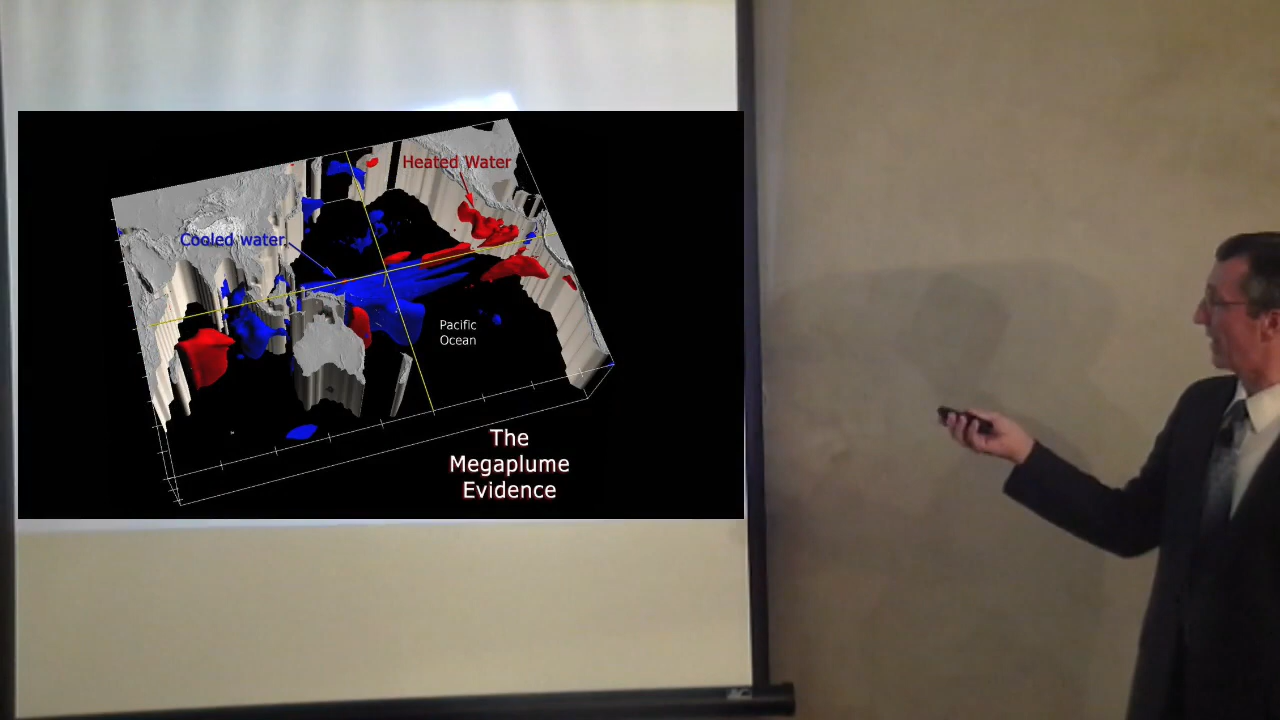 Heated Water
Cooled water
Pacific
Ocean
The
Megaplume
Evidence